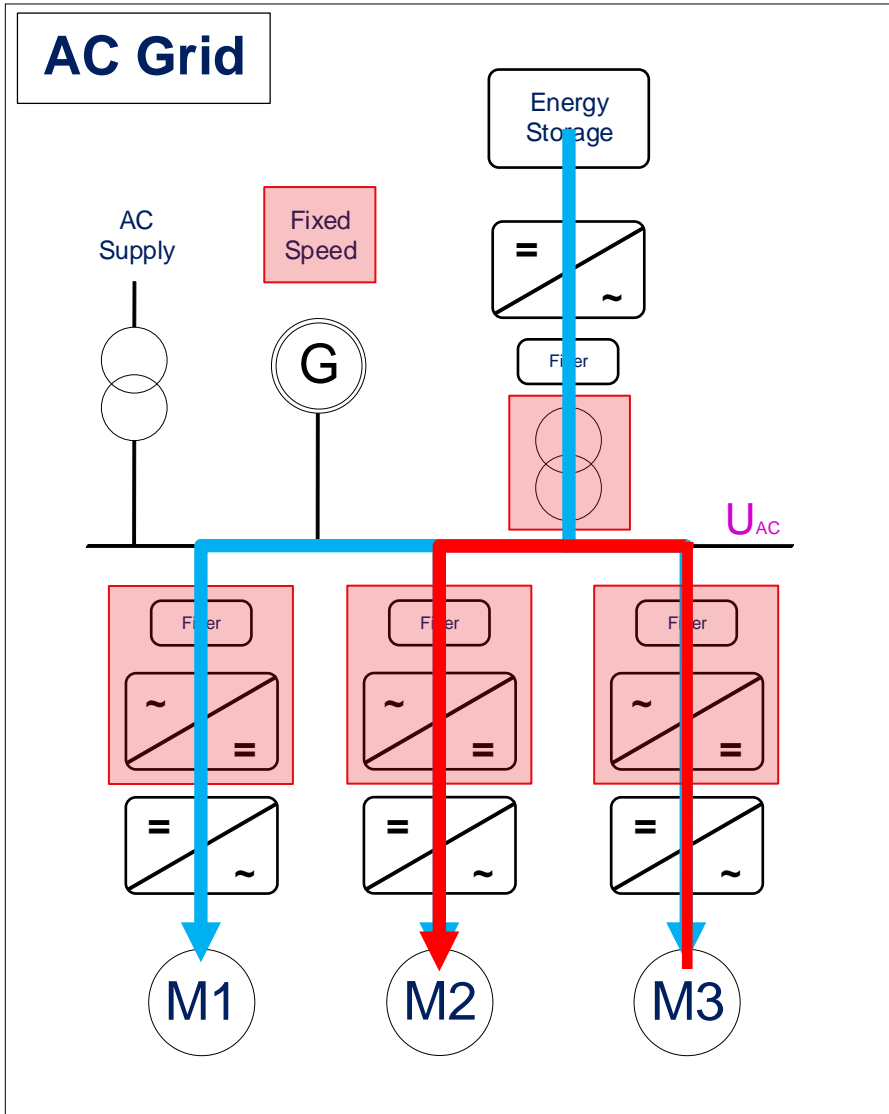 AC Grid
Energy
Storage
AC
Supply
Fixed
Speed
=
~
G
Filter
UAC
Filter
Filter
Filter
~
=
~
=
~
=
=
~
=
~
=
~
M1
M2
M3